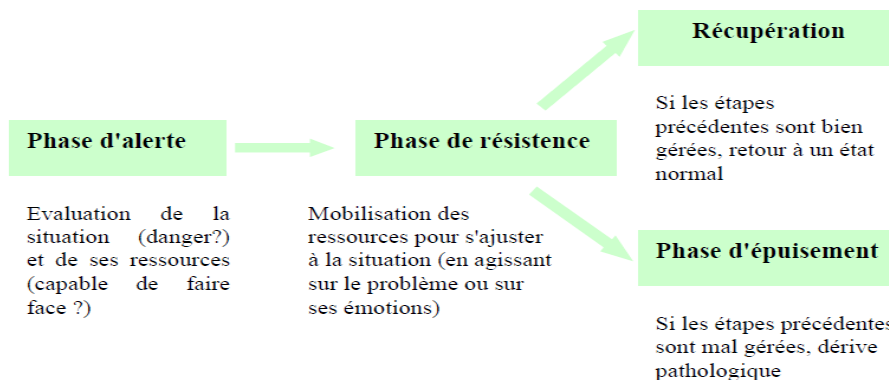 Phase d'alerte
Evaluation de la
situation (danger?)
et de ses ressources
(capable de faire
face ?)
Phase de résistence
Mobilisation des
ressources pour s'ajuster
à la situation (en agissant
sur le problème ou sur
ses émotions)
Récupération
Si les étapes
précédentes sont bien
gérées, retour à un état
normal
Phase d'épuisement
Si les étapes précédentes
sont mal gérées, dérive
pathologique